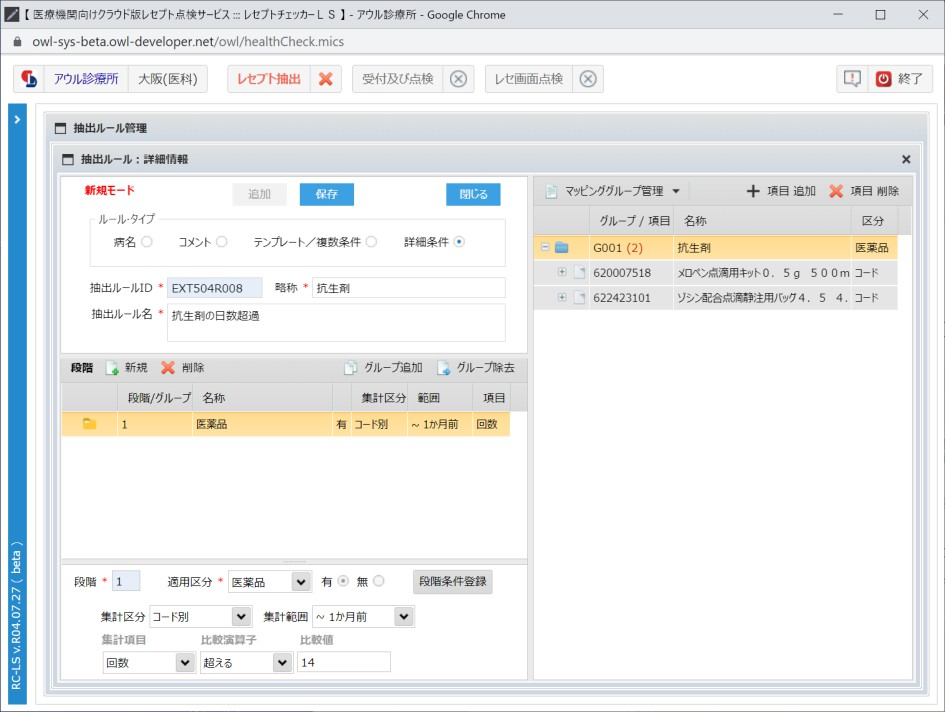 【 医療機関向けクラウド版レセプト点検サービス ::: レセプトチェッカーＬＳ 】- アウル診療所 - Google Chrome
owl-sys-beta.owl-developer.net/owl/healthCheck.mics
アウル診療所 大阪(医科) レセプト抽出 受付及び点検 レセ画面点検 終了
抽出ルール管理
抽出ルール：詳細情報
新規モード 追加 保存 閉じる
マッピンググループ管理 項目 追加 項目 削除
ルール・タイプ
病名 コメント テンプレート／複数条件 詳細条件
グループ / 項目 名称 区分
G001 (2) 抗生剤 医薬品
620007518 メロペン点滴用キット０．５ｇ ５００ｍ コード
622423101 ゾシン配合点滴静注用バッグ４．５ ４． コード
抽出ルールID * EXT504R008 略称 * 抗生剤
抽出ルール名 * 抗生剤の日数超過
段階 新規 削除 グループ追加 グループ除去
段階/グループ 名称 集計区分 範囲 項目
1 医薬品 有 コード別 ~ 1か月前 回数
段階 * 1 適用区分 * 医薬品 有 無 段階条件登録
集計区分 コード別 集計範囲 ~ 1か月前
集計項目 比較演算子 比較値
回数 超える 14
RC-LS v.R04.07.27 ( beta )